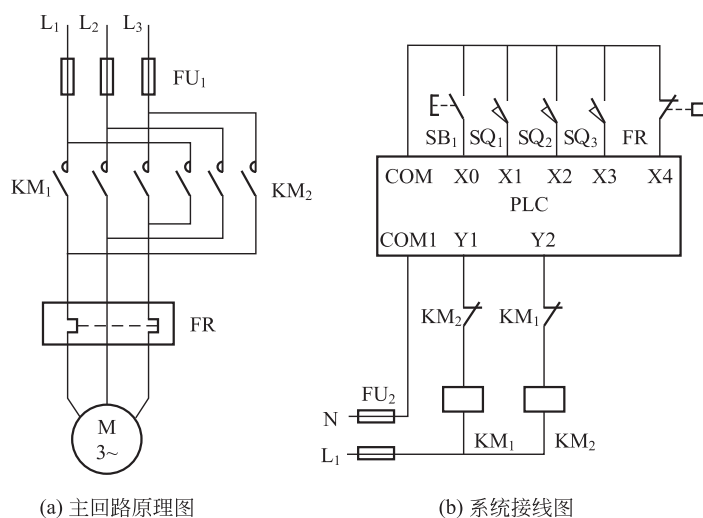 L₁ L₂ L₃
FU₁
KM₁
KM₂
FR
M
3~
(a) 主回路原理图
SB₁ SQ₁ SQ₂ SQ₃ FR
COM X0 X1 X2 X3 X4
PLC
COM1 Y1 Y2
KM₂ KM₁
FU₂
N
L₁
KM₁ KM₂
(b) 系统接线图